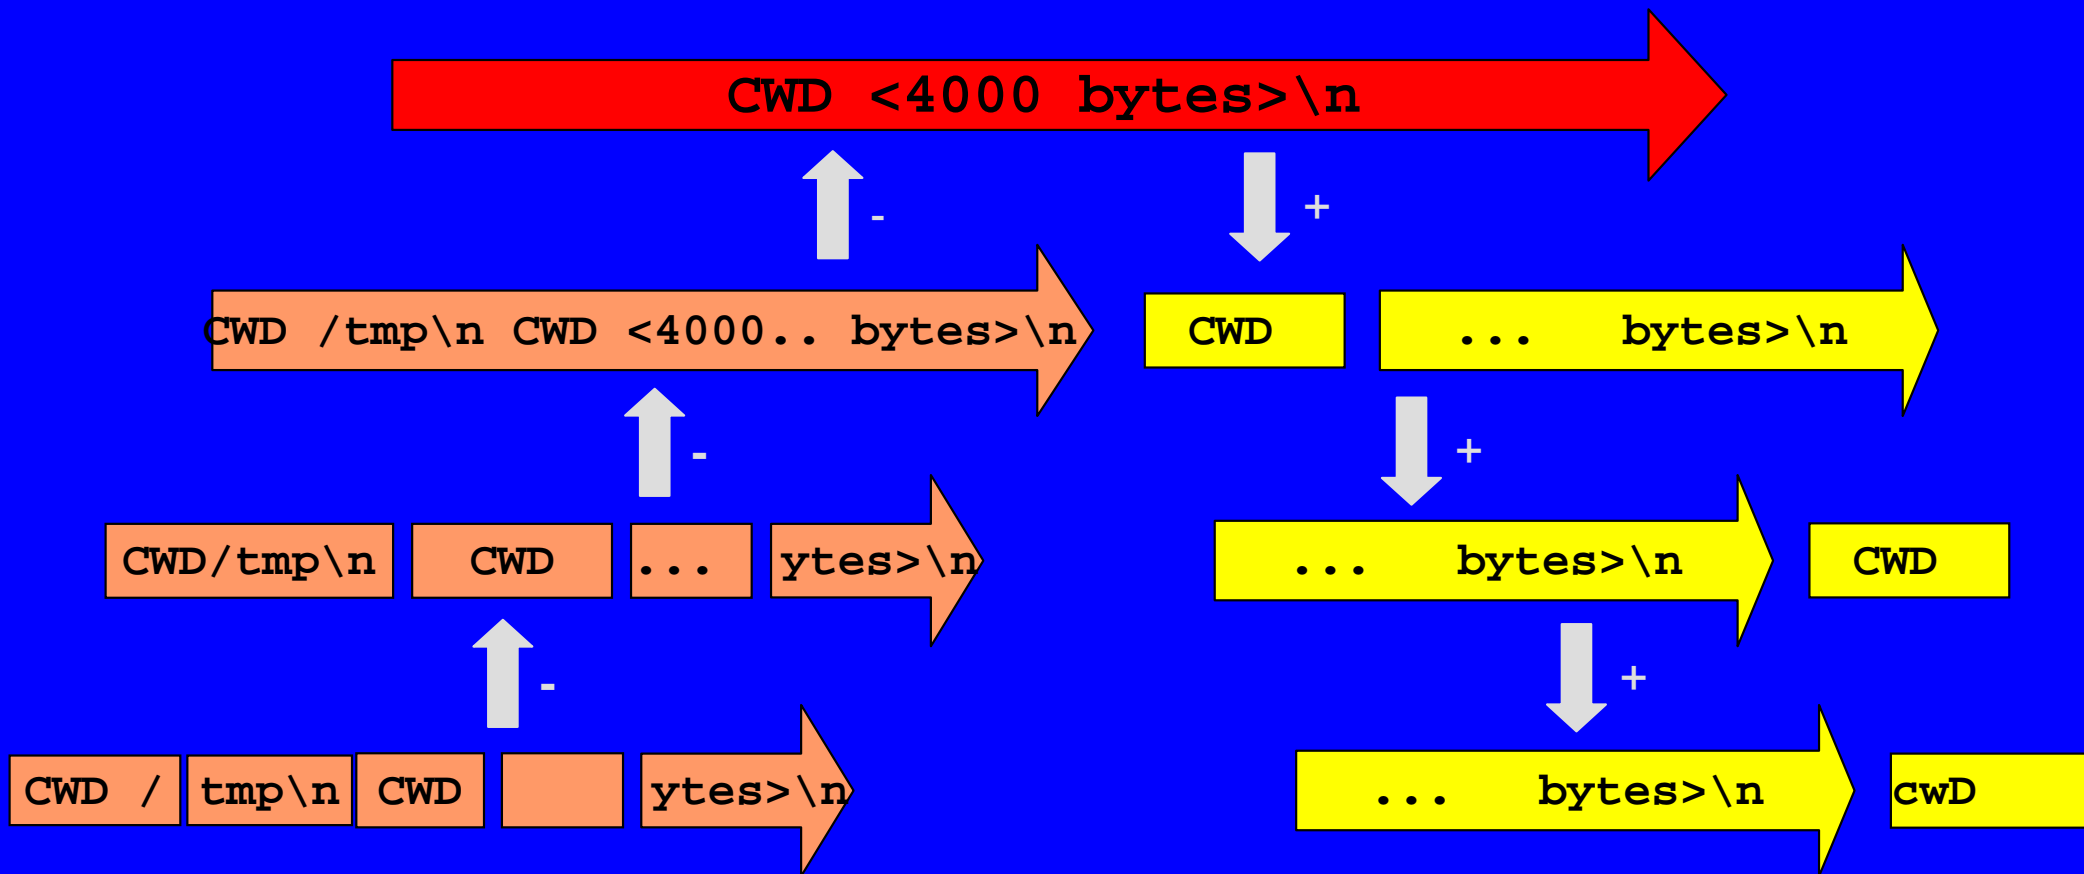 CWD <4000 bytes>\n
- +
CWD /tmp\n CWD <4000.. bytes>\n CWD ... bytes>\n
- +
CWD/tmp\n CWD ... ytes>\n ... bytes>\n CWD
- +
CWD / tmp\n CWD ytes>\n ... bytes>\n cwD